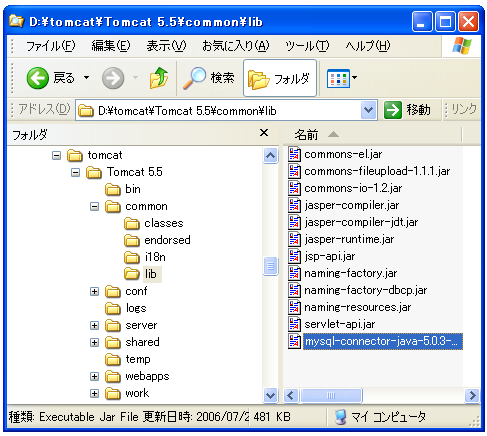 D:¥tomcat¥Tomcat 5.5¥common¥lib
ファイル(F) 編集(E) 表示(V) お気に入り(A) ツール(T) ヘルプ(H)
戻る 検索 フォルダ
アドレス(D) D:¥tomcat¥Tomcat 5.5¥common¥lib 移動 リンク
フォルダ
tomcat
Tomcat 5.5
bin
common
classes
endorsed
i18n
lib
conf
logs
server
shared
temp
webapps
work
名前
commons-el.jar
commons-fileupload-1.1.1.jar
commons-io-1.2.jar
jasper-compiler.jar
jasper-compiler-jdt.jar
jasper-runtime.jar
jsp-api.jar
naming-factory.jar
naming-factory-dbcp.jar
naming-resources.jar
servlet-api.jar
mysql-connector-java-5.0.3-...
種類: Executable Jar File 更新日時: 2006/07/2 481 KB マイ コンピュータ